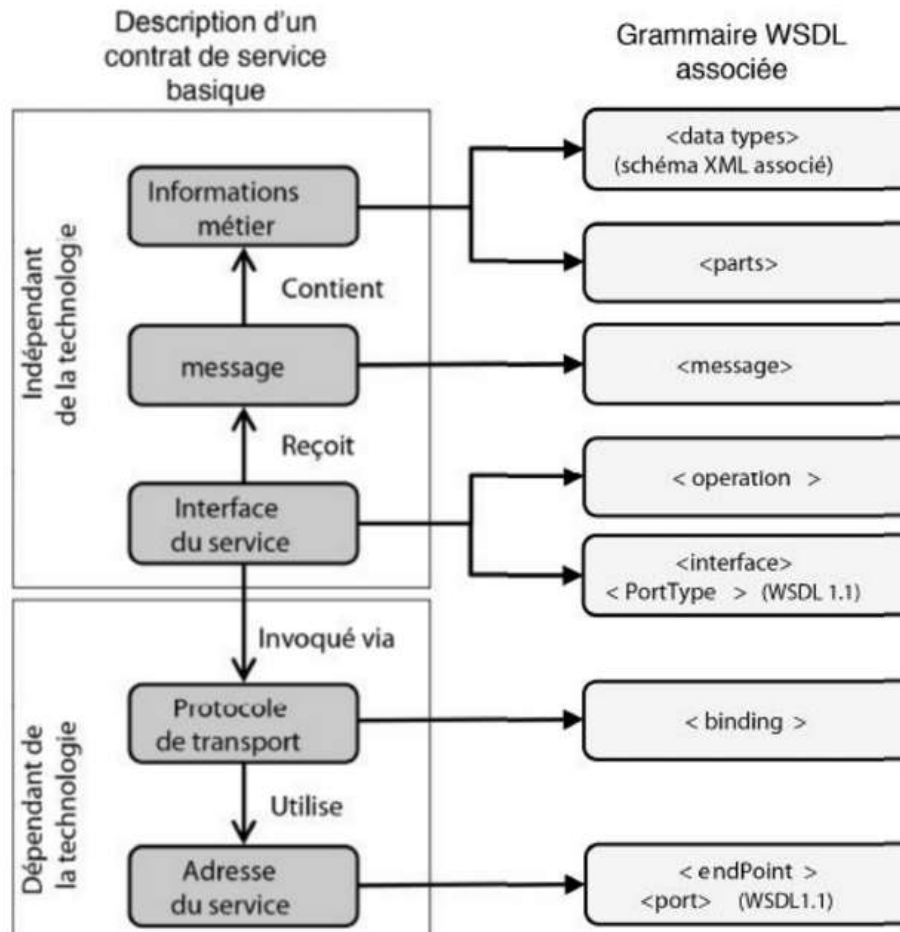 Description d'un
contrat de service
basique
Grammaire WSDL
associée
Indépendant
de la technologie
Informations
métier
Contient
message
Reçoit
Interface
du service
<data types>
(schéma XML associé)
<parts>
<message>
< operation >
<interface>
< PortType > (WSDL 1.1)
Dépendant de
la technologie
Invoqué via
Protocole
de transport
Utilise
Adresse
du service
< binding >
< endPoint >
<port> (WSDL1.1)